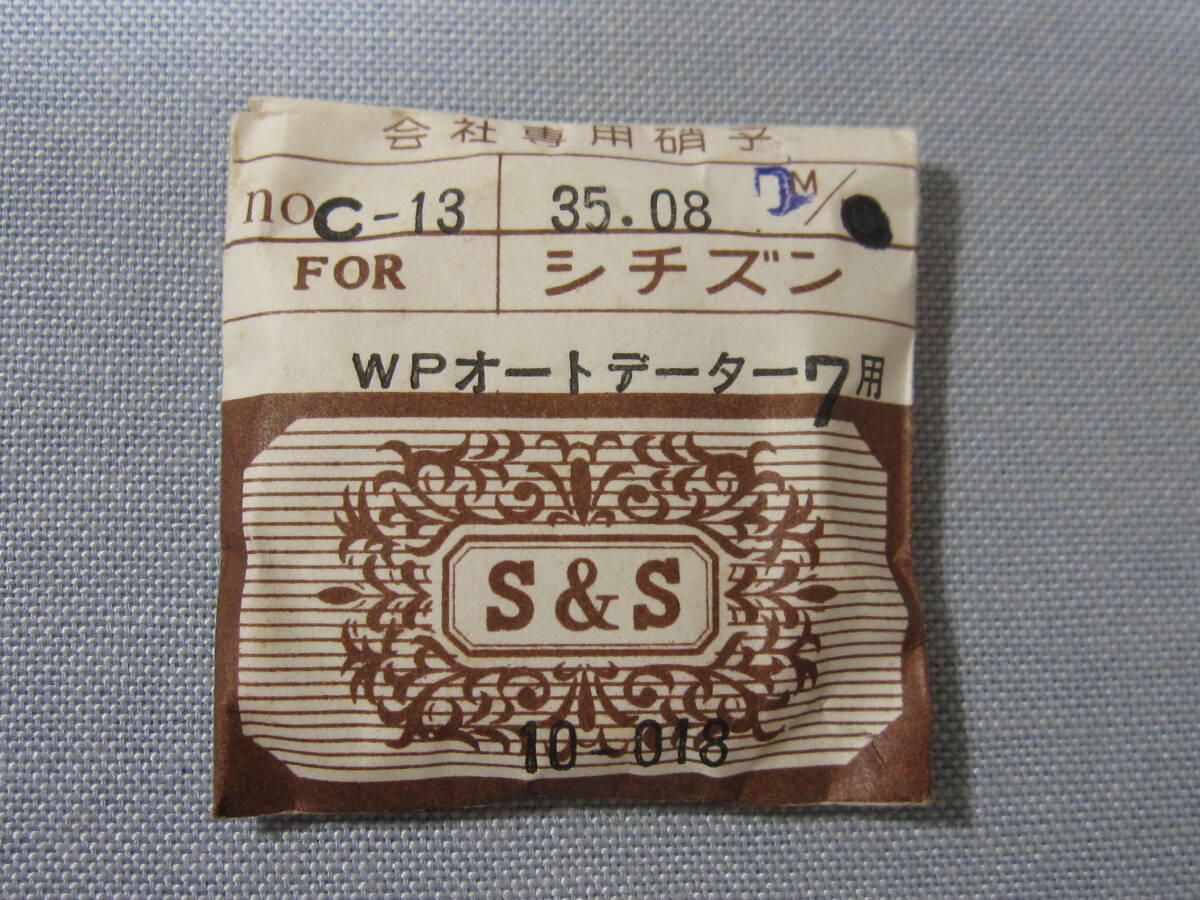 会社専用硝子
no C-13 35.08 M/
FOR シチズン
WPオートデーター7用
S&S
10-018